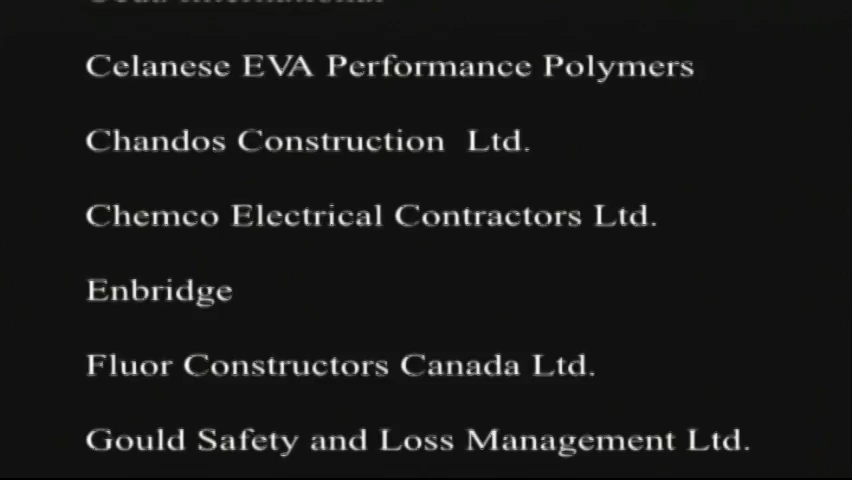 Celanese EVA Performance Polymers
Chandos Construction Ltd.
Chemco Electrical Contractors Ltd.
Enbridge
Fluor Constructors Canada Ltd.
Gould Safety and Loss Management Ltd.